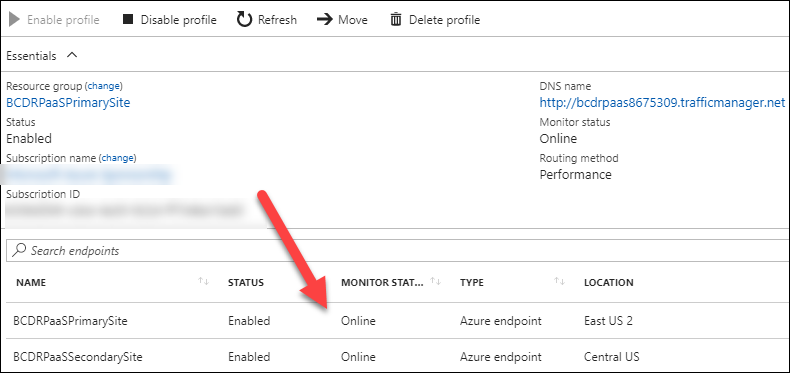 Enable profile Disable profile Refresh Move Delete profile
Essentials
Resource group (change)
BCDRPaaSPrimarySite
Status
Enabled
Subscription name (change)
Subscription ID
DNS name
http://bcdrpaas8675309.trafficmanager.net
Monitor status
Online
Routing method
Performance
Search endpoints
NAME STATUS MONITOR STAT... TYPE LOCATION
BCDRPaaSPrimarySite Enabled Online Azure endpoint East US 2
BCDRPaaSSecondarySite Enabled Online Azure endpoint Central US